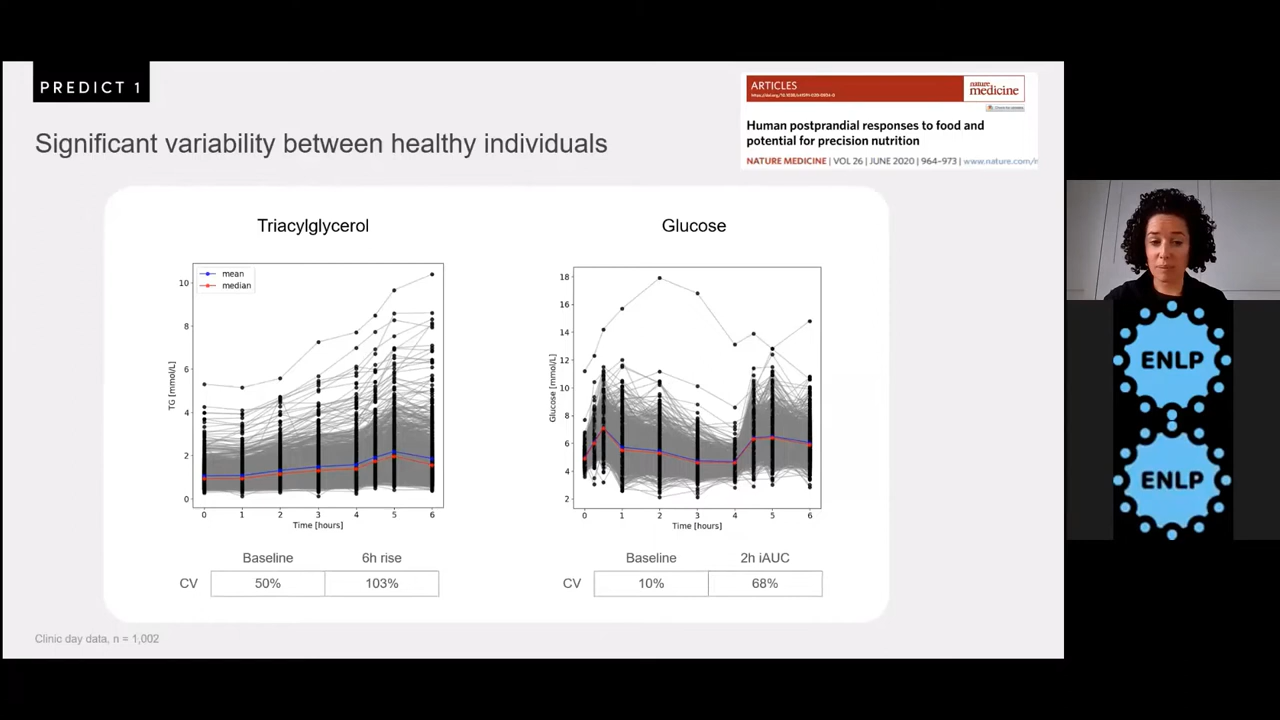 PREDICT 1
ARTICLES
nature
medicine
Human postprandial responses to food and
potential for precision nutrition
NATURE MEDICINE | VOL 26 | JUNE 2020 | 964–973 | www.nature.com/n
Significant variability between healthy individuals
Triacylglycerol
Glucose
mean
median
TG [mmol/L]
10
8
6
4
2
0
0 1 2 3 4 5 6
Time [hours]
Glucose [mmol/L]
18
16
14
12
10
8
6
4
2
0 1 2 3 4 5 6
Time [hours]
Baseline 6h rise
CV 50% 103%
Baseline 2h iAUC
CV 10% 68%
Clinic day data, n = 1,002
ENLP
ENLP